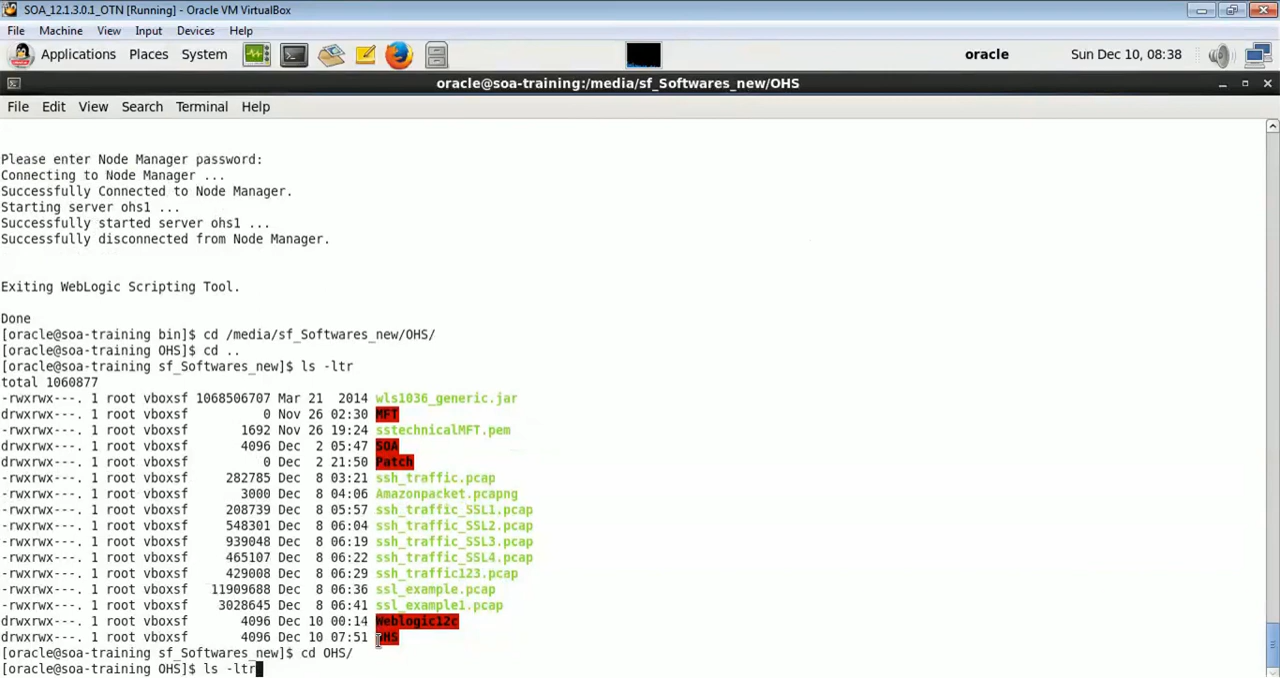 SOA_12.1.3.0.1_OTN [Running] - Oracle VM VirtualBox
File Machine View Input Devices Help
Applications Places System oracle Sun Dec 10, 08:38
oracle@soa-training:/media/sf_Softwares_new/OHS
File Edit View Search Terminal Help
Please enter Node Manager password:
Connecting to Node Manager ...
Successfully Connected to Node Manager.
Starting server ohs1 ...
Successfully started server ohs1 ...
Successfully disconnected from Node Manager.
Exiting WebLogic Scripting Tool.
Done
[oracle@soa-training bin]$ cd /media/sf_Softwares_new/OHS/
[oracle@soa-training OHS]$ cd ..
[oracle@soa-training sf_Softwares_new]$ ls -ltr
total 1060877
-rwxrwx---. 1 root vboxsf 1068506707 Mar 21 2014 wls1036_generic.jar
drwxrwx---. 1 root vboxsf 0 Nov 26 02:30 MFT
-rwxrwx---. 1 root vboxsf 1692 Nov 26 19:24 sstechnicalMFT.pem
drwxrwx---. 1 root vboxsf 4096 Dec 2 05:47 SOA
drwxrwx---. 1 root vboxsf 0 Dec 2 21:50 Patch
-rwxrwx---. 1 root vboxsf 282785 Dec 8 03:21 ssh_traffic.pcap
-rwxrwx---. 1 root vboxsf 3000 Dec 8 04:06 Amazonpacket.pcapng
-rwxrwx---. 1 root vboxsf 208739 Dec 8 05:57 ssh_traffic_SSL1.pcap
-rwxrwx---. 1 root vboxsf 548301 Dec 8 06:04 ssh_traffic_SSL2.pcap
-rwxrwx---. 1 root vboxsf 939048 Dec 8 06:19 ssh_traffic_SSL3.pcap
-rwxrwx---. 1 root vboxsf 465107 Dec 8 06:22 ssh_traffic_SSL4.pcap
-rwxrwx---. 1 root vboxsf 429008 Dec 8 06:29 ssh_traffic123.pcap
-rwxrwx---. 1 root vboxsf 11909688 Dec 8 06:36 ssl_example.pcap
-rwxrwx---. 1 root vboxsf 3028645 Dec 8 06:41 ssl_example1.pcap
drwxrwx---. 1 root vboxsf 4096 Dec 10 00:14 Weblogic12c
drwxrwx---. 1 root vboxsf 4096 Dec 10 07:51 OHS
[oracle@soa-training sf_Softwares_new]$ cd OHS/
[oracle@soa-training OHS]$ ls -ltr